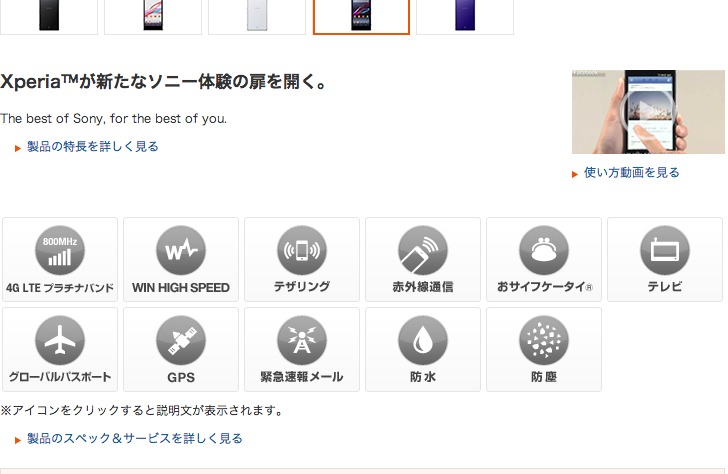 Xperia™が新たなソニー体験の扉を開く。
The best of Sony, for the best of you.
製品の特長を詳しく見る
使い方動画を見る
800MHz
4G LTE プラチナバンド
WIN HIGH SPEED
テザリング
赤外線通信
おサイフケータイ®
テレビ
グローバルパスポート
GPS
緊急速報メール
防水
防塵
※アイコンをクリックすると説明文が表示されます。
製品のスペック＆サービスを詳しく見る